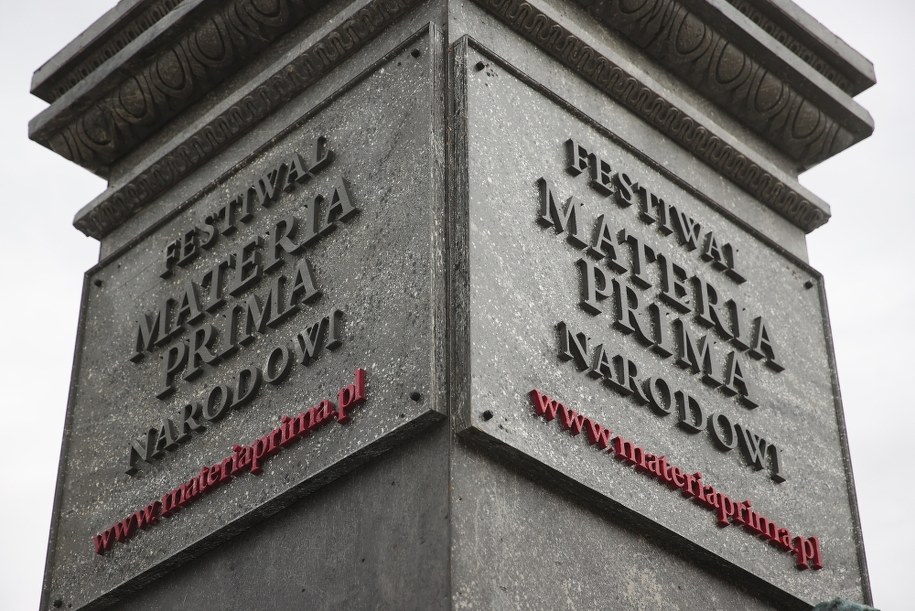 FESTIWAL
MATERIA
PRIMA
NARODOWI
www.materiaprima.pl
FESTIWAL
MATERIA
PRIMA
NARODOWI
www.materiaprima.pl